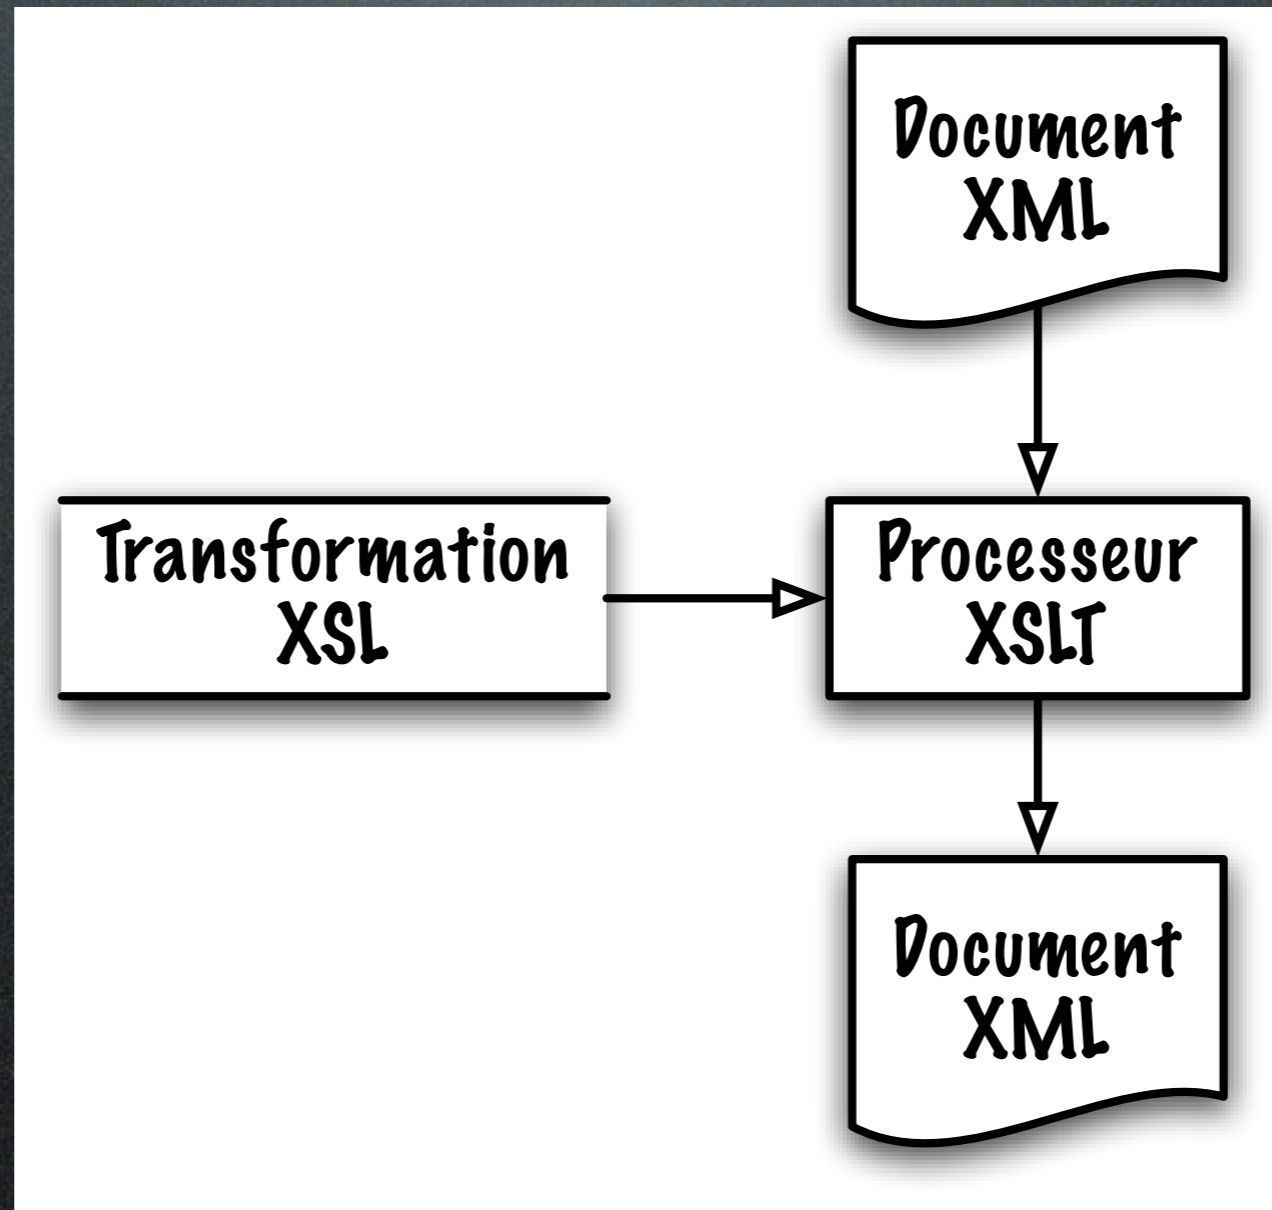 Document
XML
Transformation
XSL
Processeur
XSLT
Document
XML